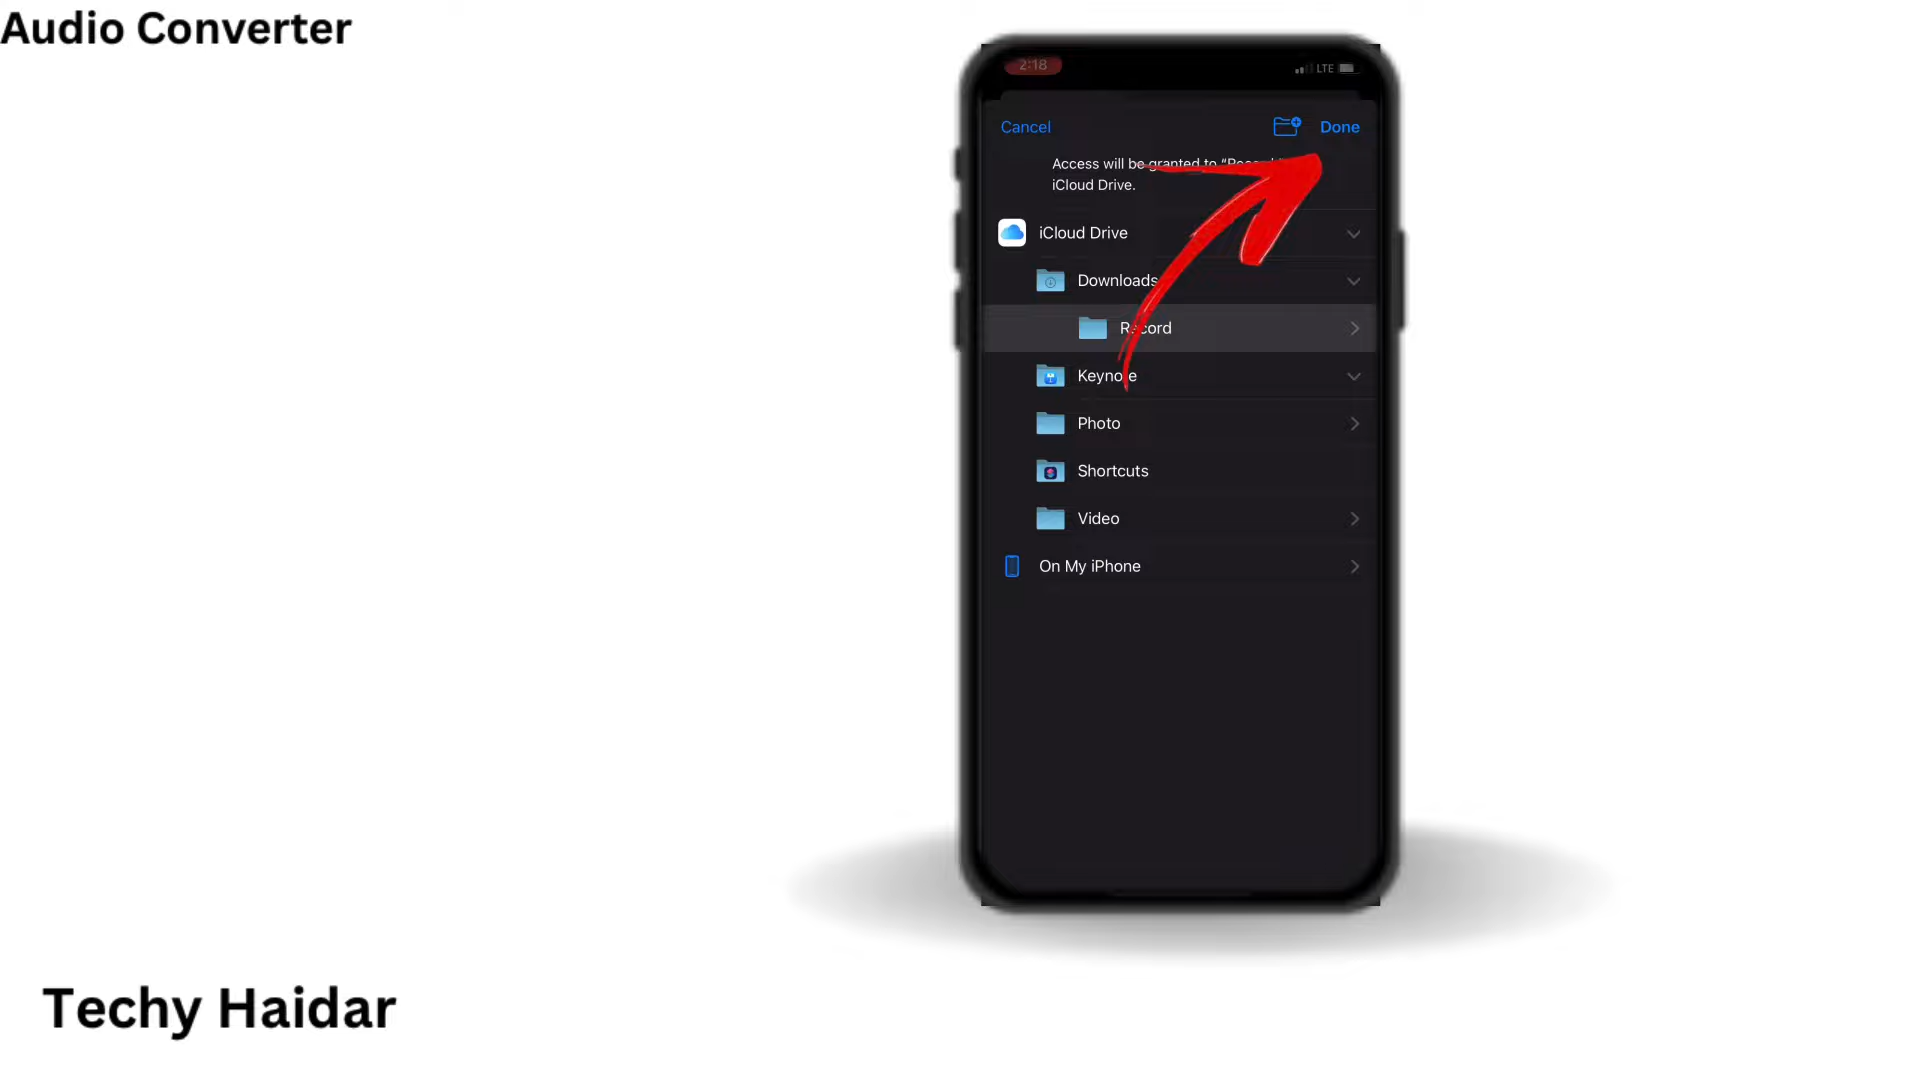 Audio Converter
2:18
LTE
Cancel
Done
Access will be granted to “Record
iCloud Drive.
iCloud Drive
Downloads
Record
Keynote
Photo
Shortcuts
Video
On My iPhone
Techy Haidar